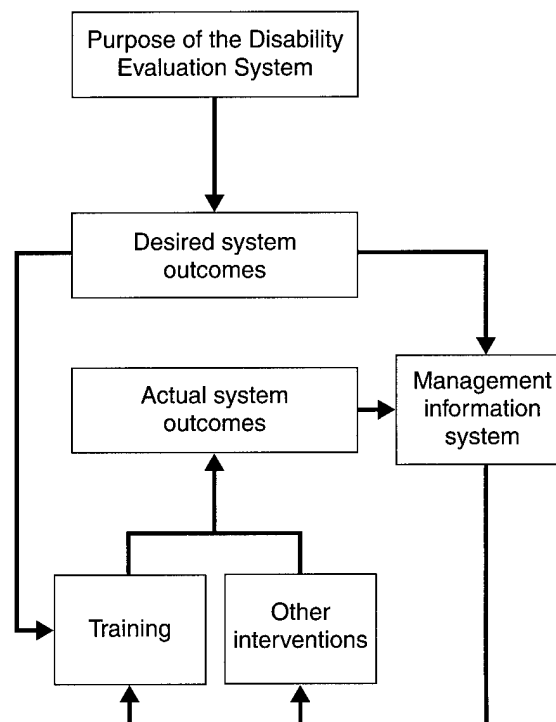 Purpose of the Disability
Evaluation System
Desired system
outcomes
Actual system
outcomes
Management
information
system
Training
Other
interventions